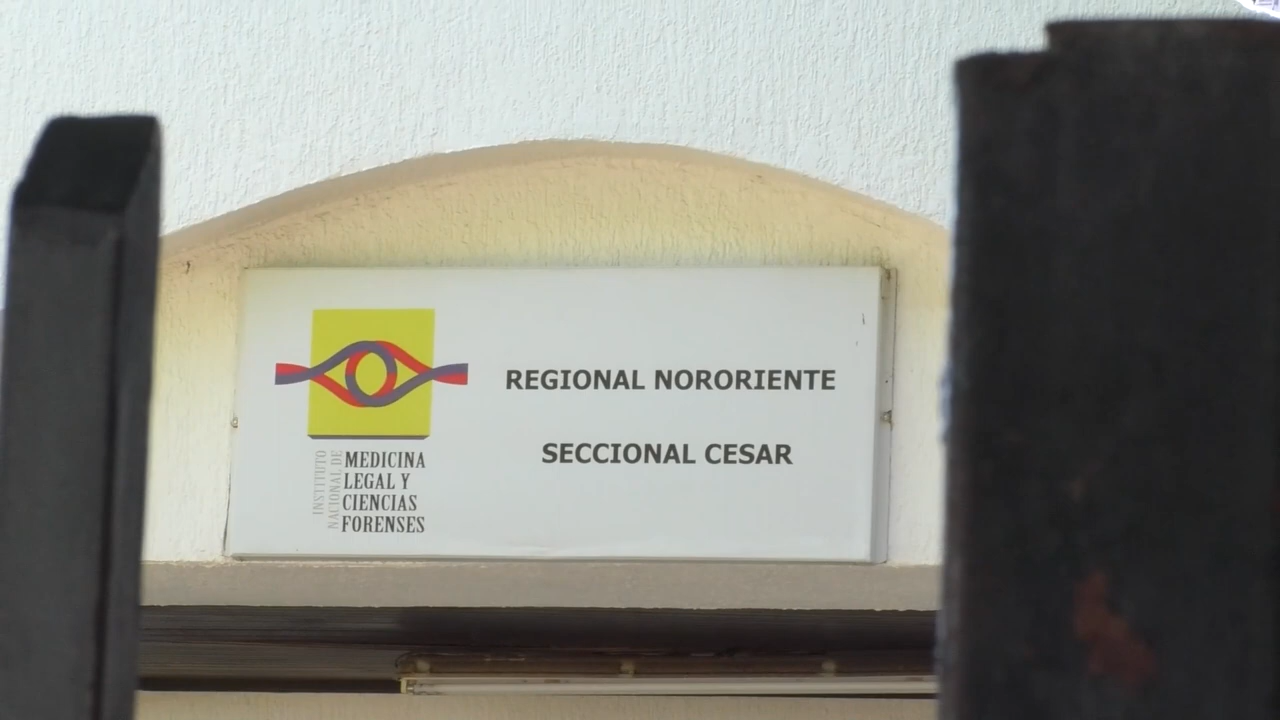 INSTITUTO
NACIONAL DE
MEDICINA
LEGAL Y
CIENCIAS
FORENSES
REGIONAL NORORIENTE
SECCIONAL CESAR